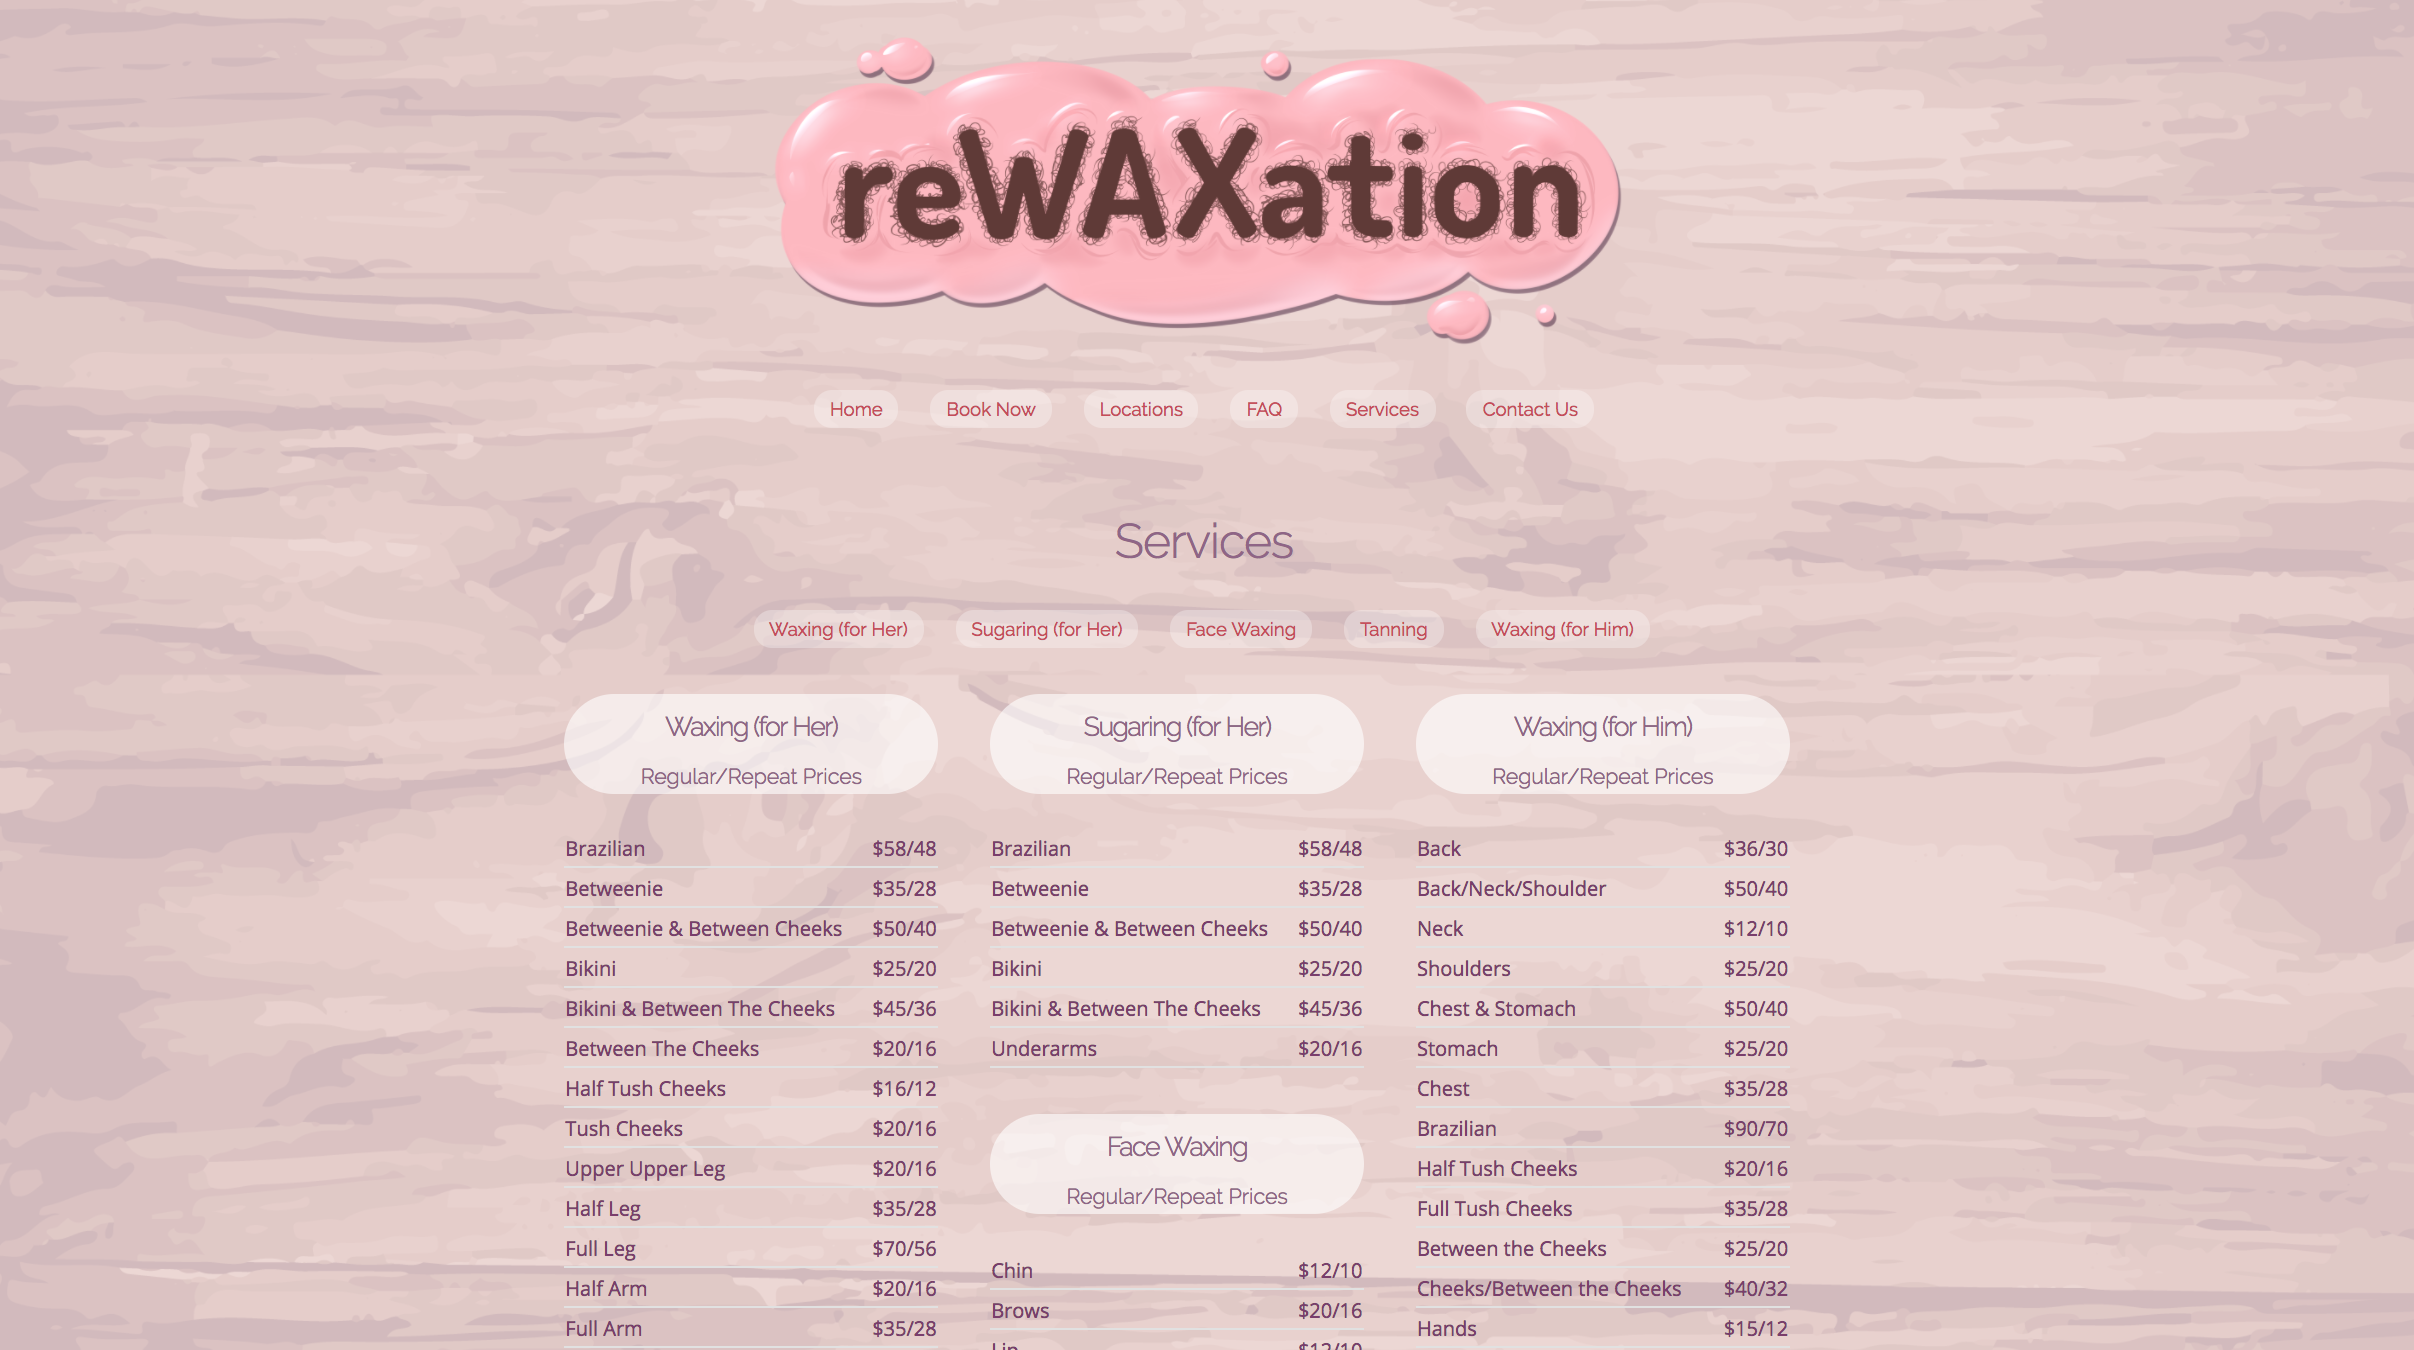 reWAXation
Home Book Now Locations FAQ Services Contact Us
Services
Waxing (for Her) Sugaring (for Her) Face Waxing Tanning Waxing (for Him)
Waxing (for Her)
Regular/Repeat Prices
Brazilian $58/48
Betweenie $35/28
Betweenie & Between Cheeks $50/40
Bikini $25/20
Bikini & Between The Cheeks $45/36
Between The Cheeks $20/16
Half Tush Cheeks $16/12
Tush Cheeks $20/16
Upper Upper Leg $20/16
Half Leg $35/28
Full Leg $70/56
Half Arm $20/16
Full Arm $35/28
Sugaring (for Her)
Regular/Repeat Prices
Brazilian $58/48
Betweenie $35/28
Betweenie & Between Cheeks $50/40
Bikini $25/20
Bikini & Between The Cheeks $45/36
Underarms $20/16
Face Waxing
Regular/Repeat Prices
Chin $12/10
Brows $20/16
Lip $12/10
Waxing (for Him)
Regular/Repeat Prices
Back $36/30
Back/Neck/Shoulder $50/40
Neck $12/10
Shoulders $25/20
Chest & Stomach $50/40
Stomach $25/20
Chest $35/28
Brazilian $90/70
Half Tush Cheeks $20/16
Full Tush Cheeks $35/28
Between the Cheeks $25/20
Cheeks/Between the Cheeks $40/32
Hands $15/12